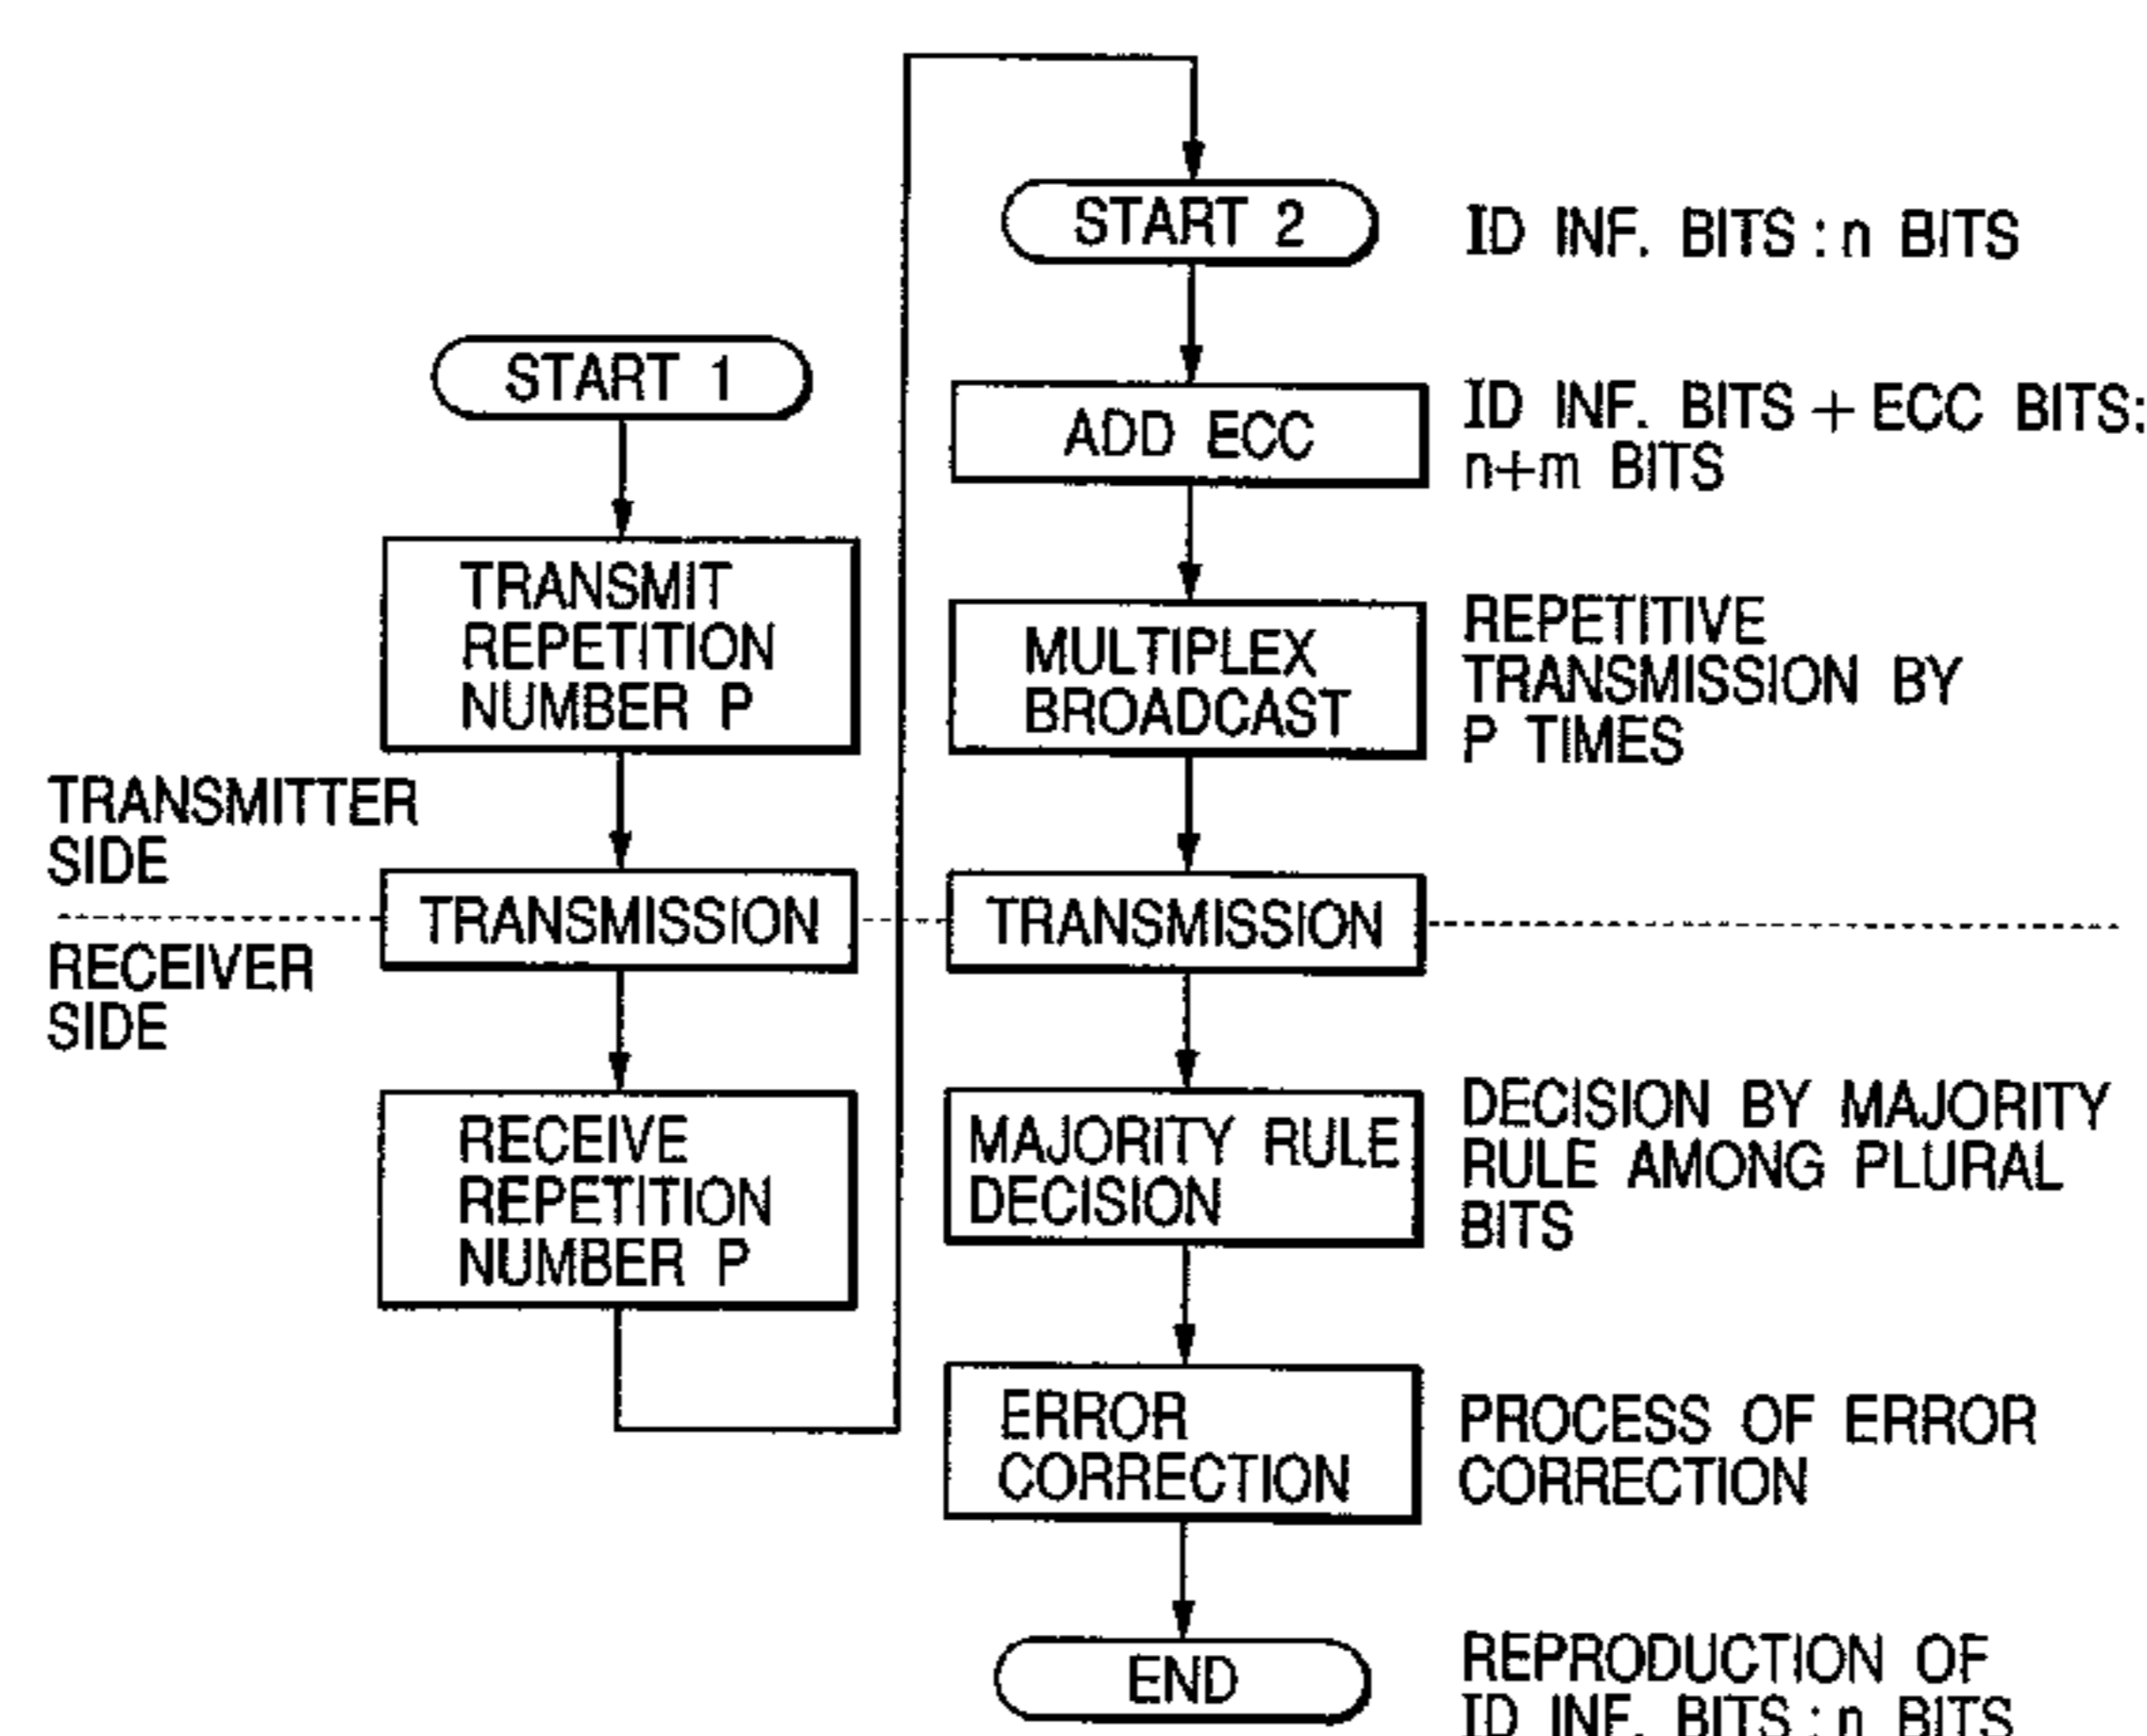 START 1
TRANSMIT
REPETITION
NUMBER P
TRANSMITTER
SIDE
TRANSMISSION
RECEIVER
SIDE
RECEIVE
REPETITION
NUMBER P
START 2
ID INF. BITS : n BITS
ADD ECC
ID INF. BITS + ECC BITS:
n+m BITS
MULTIPLEX
BROADCAST
REPETITIVE
TRANSMISSION BY
P TIMES
TRANSMISSION
MAJORITY RULE
DECISION
DECISION BY MAJORITY
RULE AMONG PLURAL
BITS
ERROR
CORRECTION
PROCESS OF ERROR
CORRECTION
END
REPRODUCTION OF
ID INF. BITS : n BITS